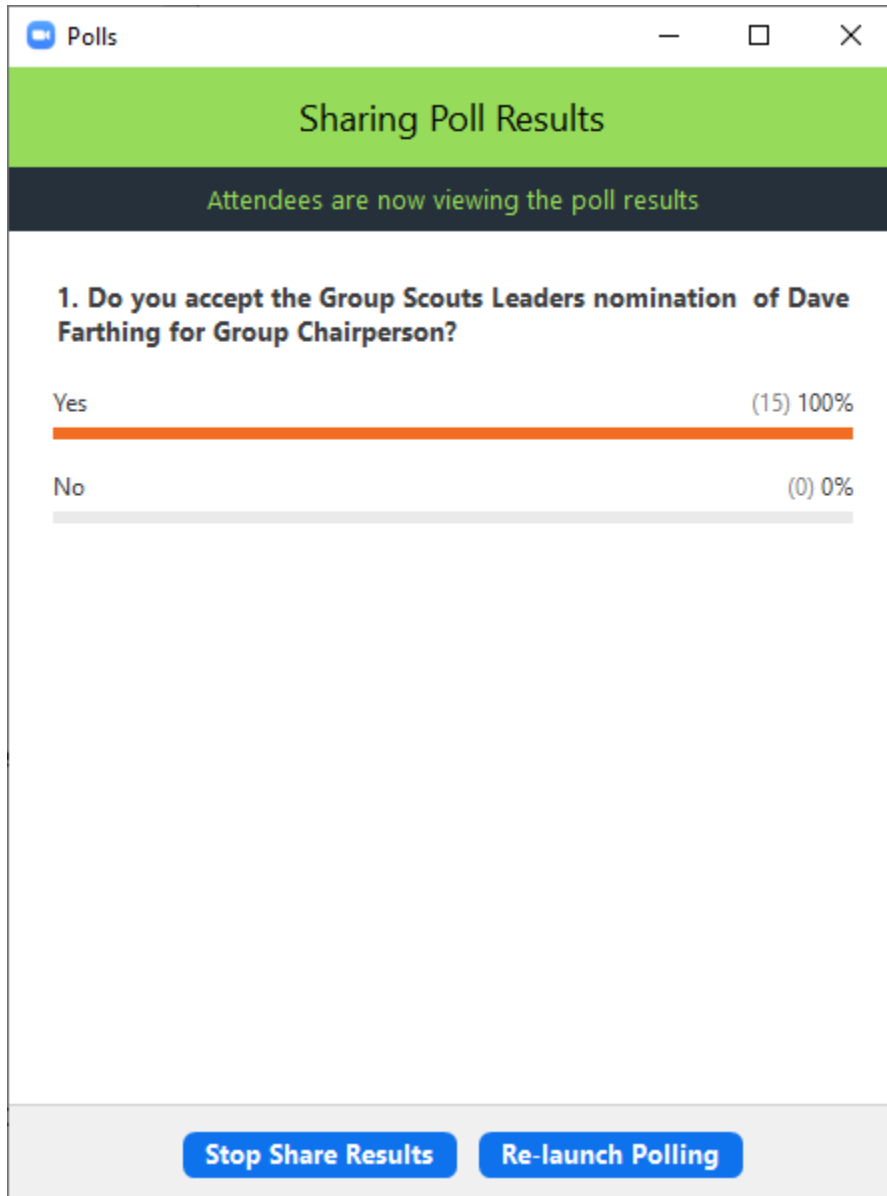 Polls
Sharing Poll Results
Attendees are now viewing the poll results
1. Do you accept the Group Scouts Leaders nomination  of Dave
Farthing for Group Chairperson?
Yes (15) 100%
No (0) 0%
Stop Share Results Re-launch Polling